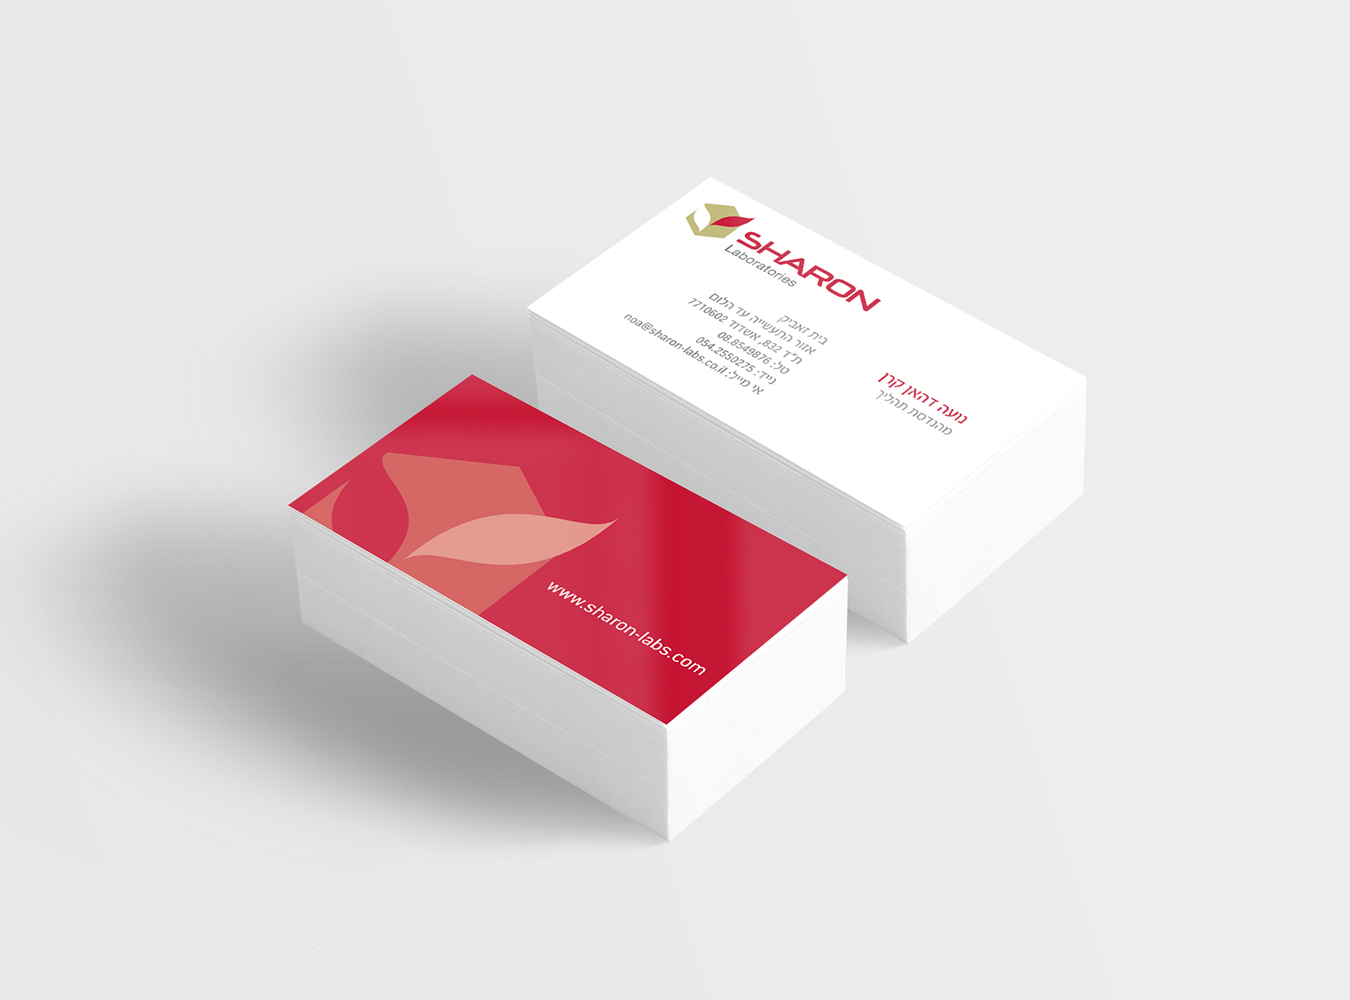 SHARON
Laboratories
בית זאביק
אזור התעשייה עד הלום
ת"ד 832, אשדוד 7710602
טל: 08.8549876
נייד: 054.2550275
אי מייל: noa@sharon-labs.co.il
נועה דהאן קרן
מהנדסת תהליך
www.sharon-labs.com